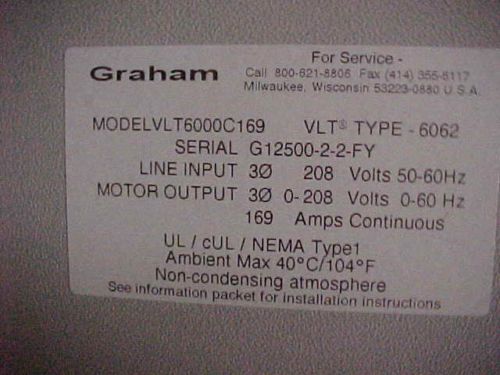 For Service -
Graham
Call 800-621-8806 Fax (414) 355-6117
Milwaukee, Wisconsin 53223-0880 U.S.A.
MODELVLT6000C169 VLT® TYPE - 6062
SERIAL G12500-2-2-FY
LINE INPUT 3Ø 208 Volts 50-60Hz
MOTOR OUTPUT 3Ø 0-208 Volts 0-60 Hz
169 Amps Continuous
UL / cUL / NEMA Type1
Ambient Max 40°C/104°F
Non-condensing atmosphere
See information packet for Installation instructions